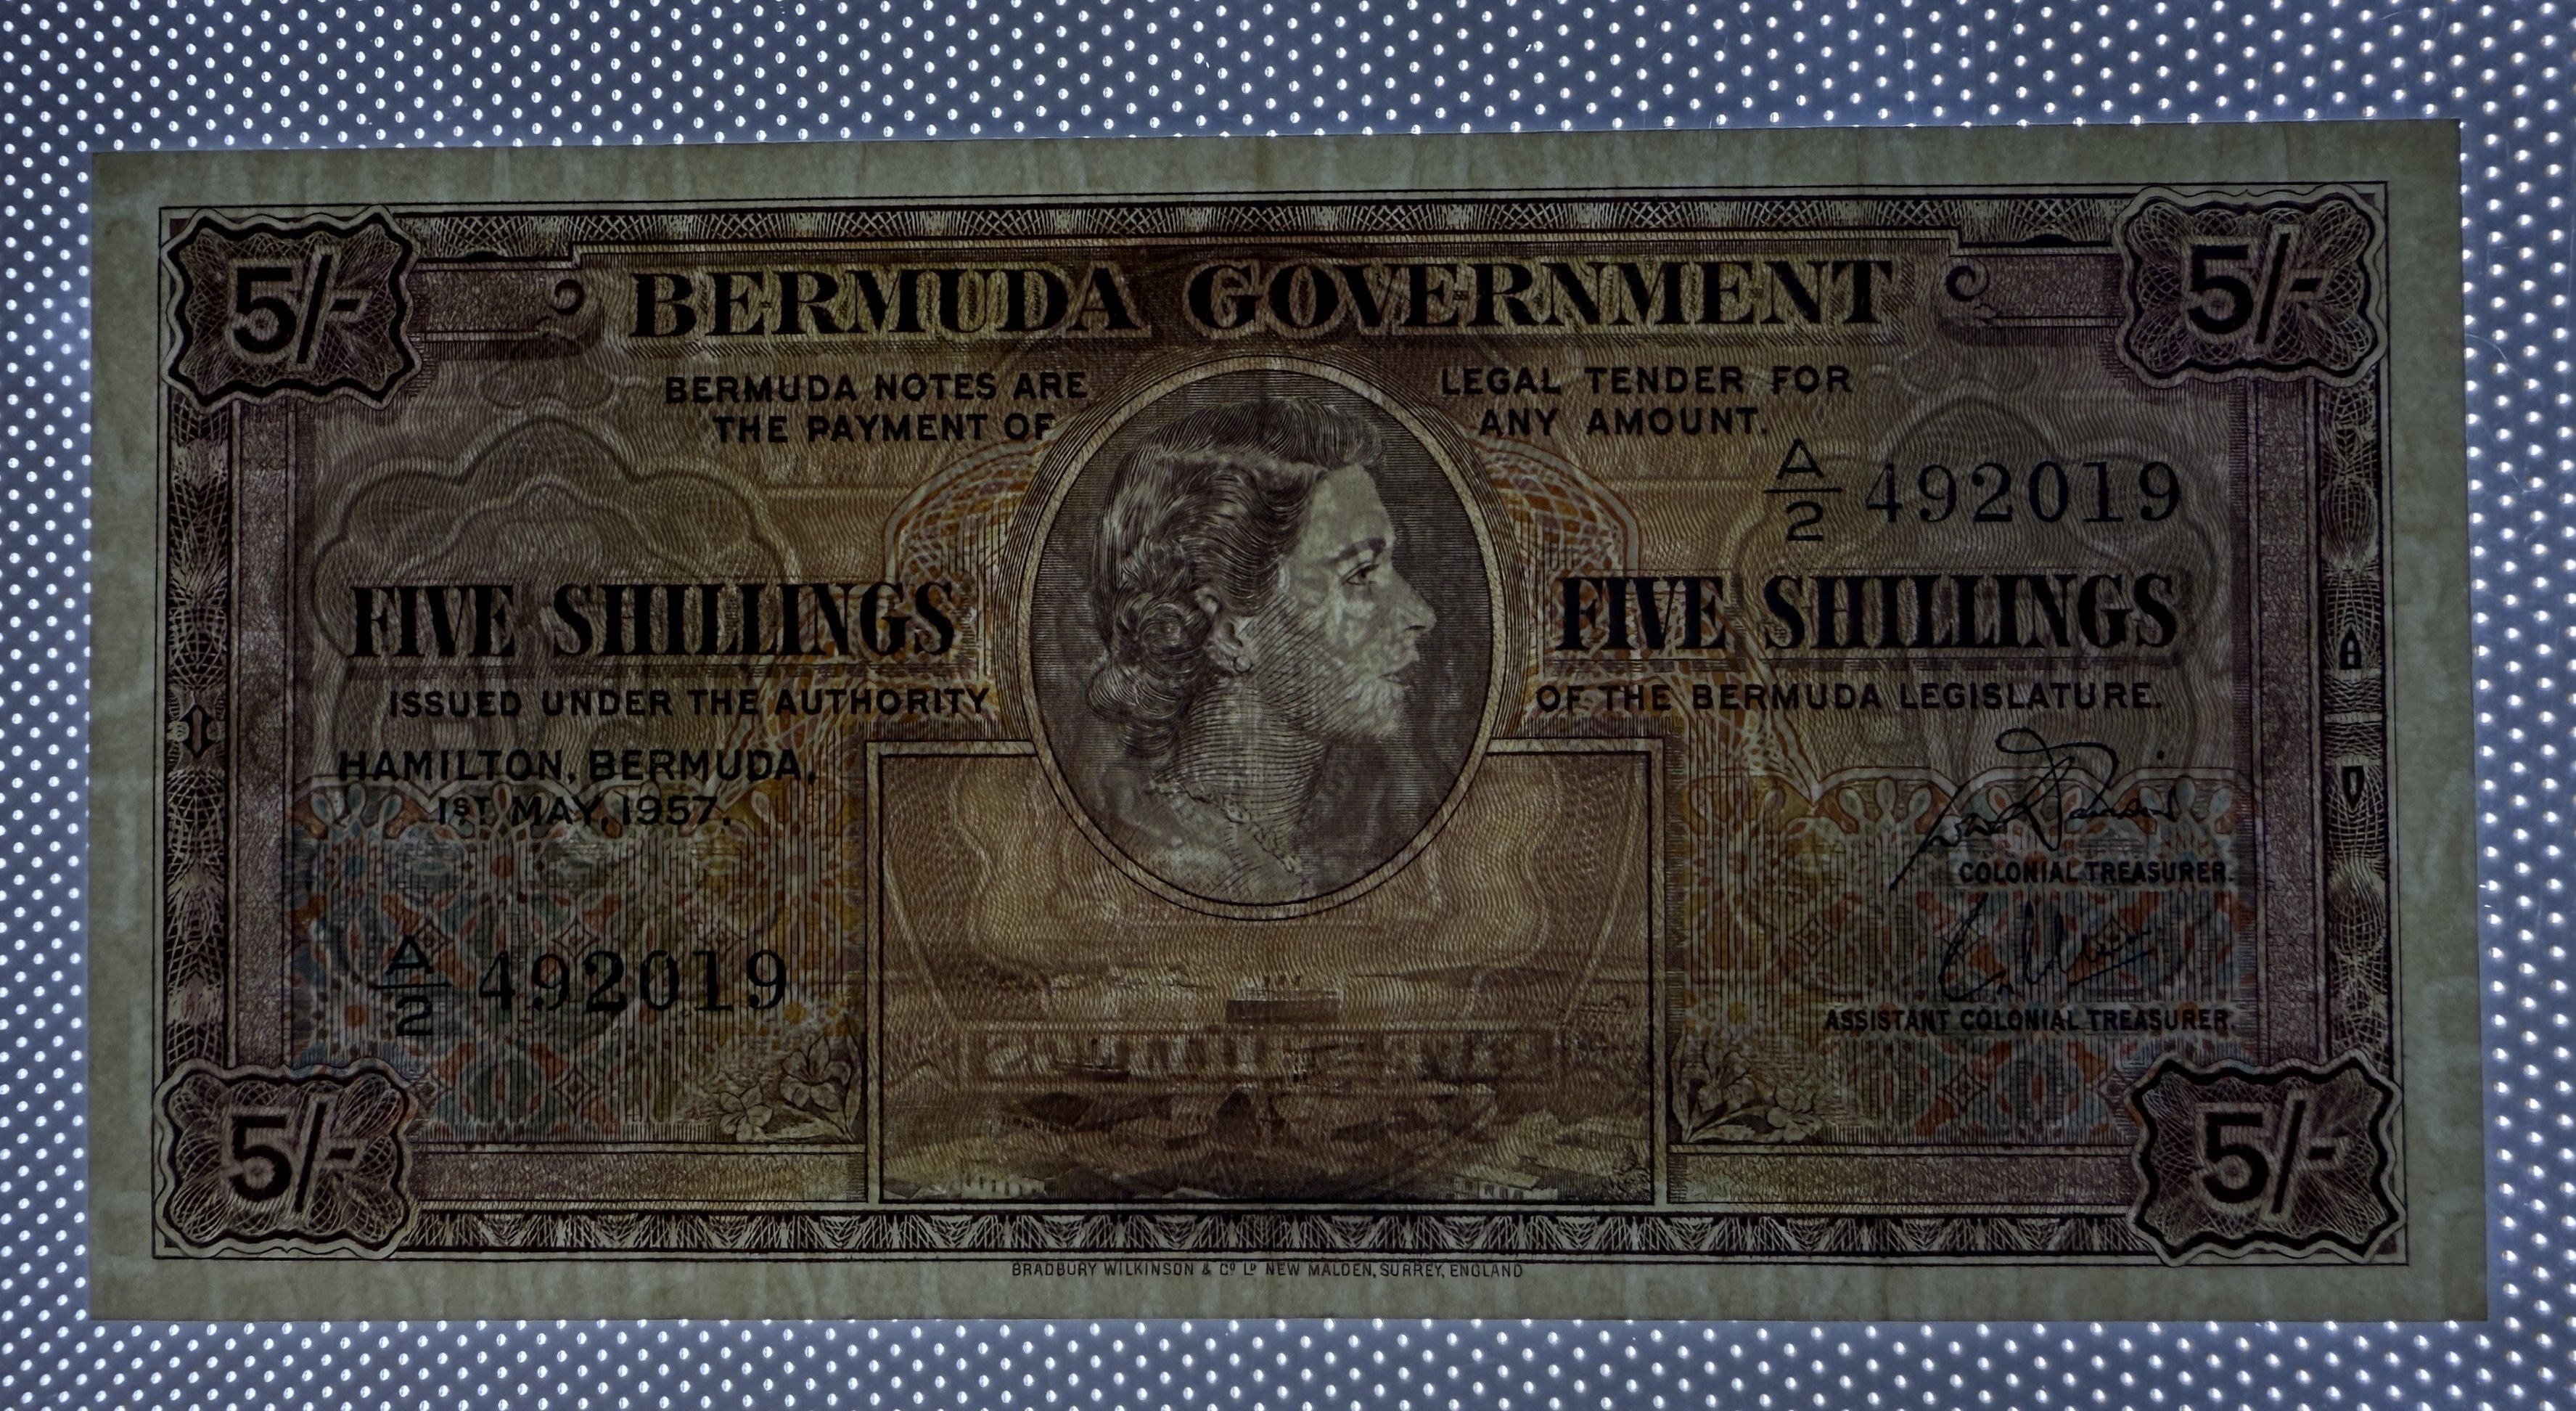 5/-
5/-
BERMUDA GOVERNMENT
BERMUDA NOTES ARE LEGAL TENDER FOR
THE PAYMENT OF ANY AMOUNT.
A/2 492019
FIVE SHILLINGS FIVE SHILLINGS
ISSUED UNDER THE AUTHORITY OF THE BERMUDA LEGISLATURE.
HAMILTON, BERMUDA,
1ST MAY, 1957.
COLONIAL TREASURER.
A/2 492019
ASSISTANT COLONIAL TREASURER.
5/-
5/-
BRADBURY WILKINSON & Cº Lº NEW MALDEN, SURREY, ENGLAND